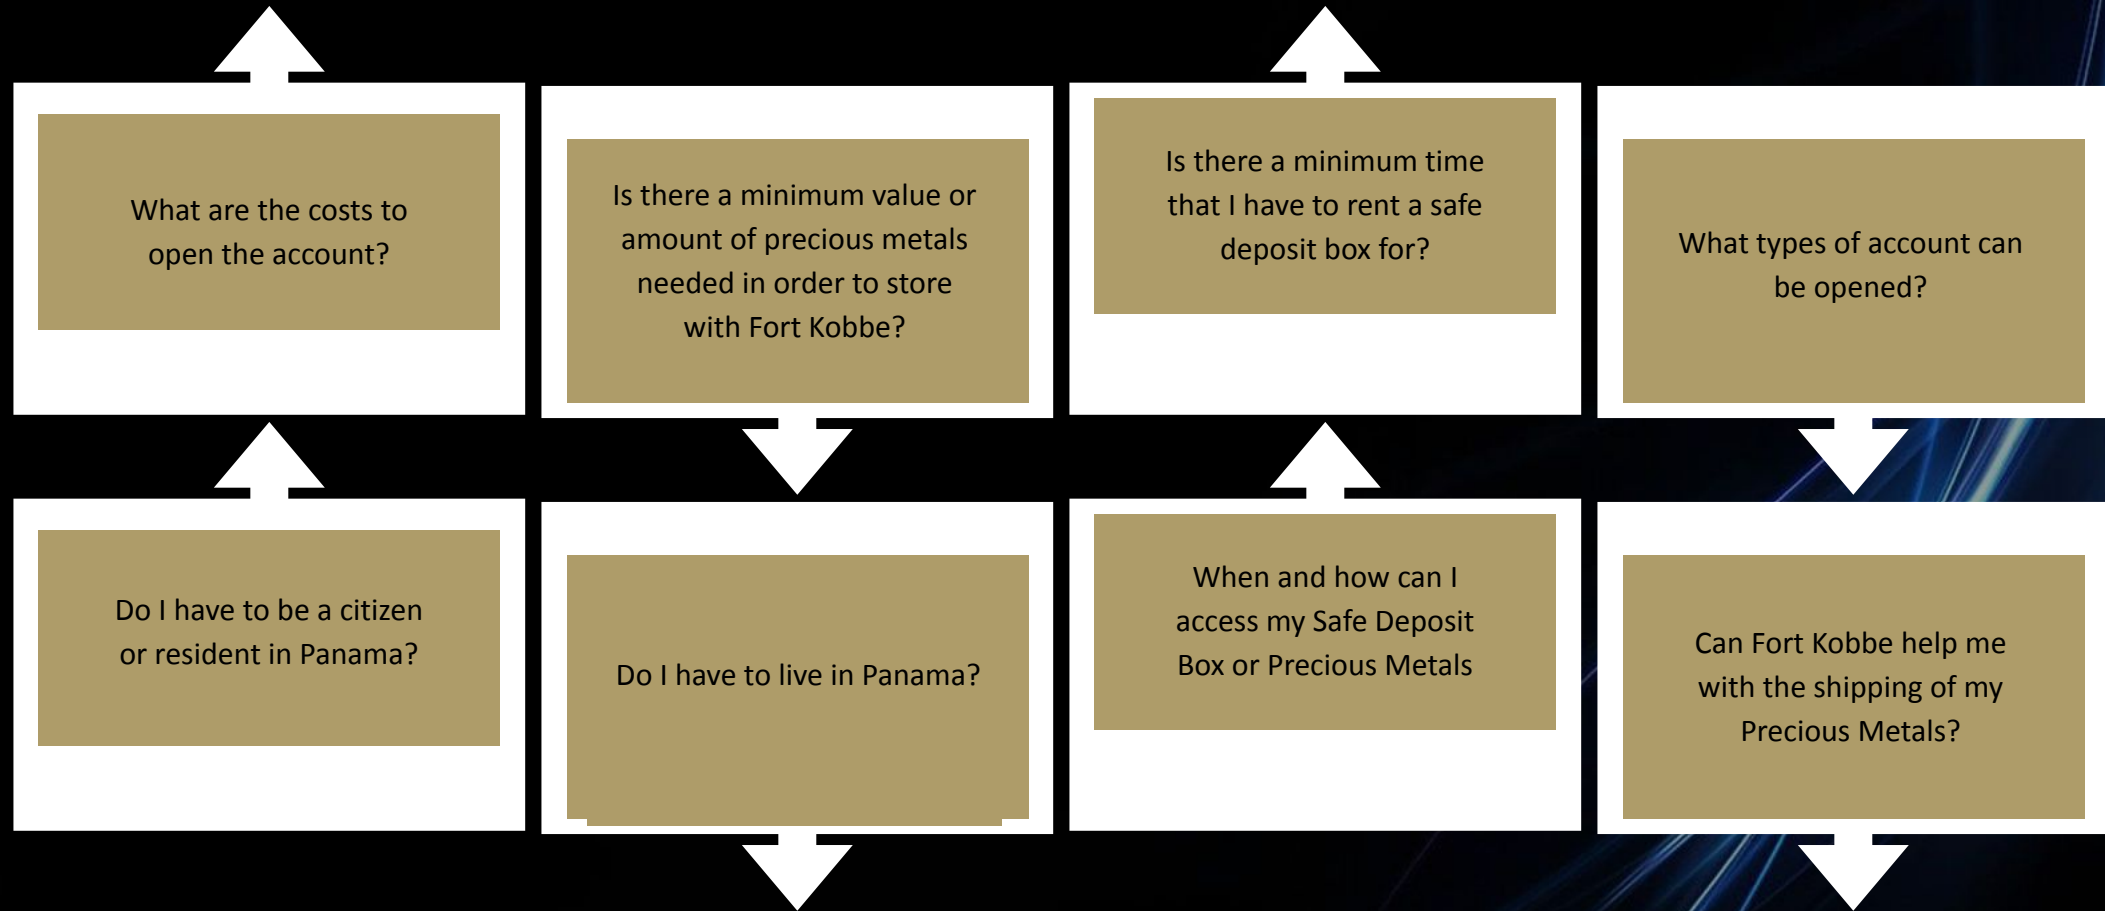 What are the costs to
open the account?
Is there a minimum value or
amount of precious metals
needed in order to store
with Fort Kobbe?
Is there a minimum time
that I have to rent a safe
deposit box for?
What types of account can
be opened?
Do I have to be a citizen
or resident in Panama?
Do I have to live in Panama?
When and how can I
access my Safe Deposit
Box or Precious Metals
Can Fort Kobbe help me
with the shipping of my
Precious Metals?